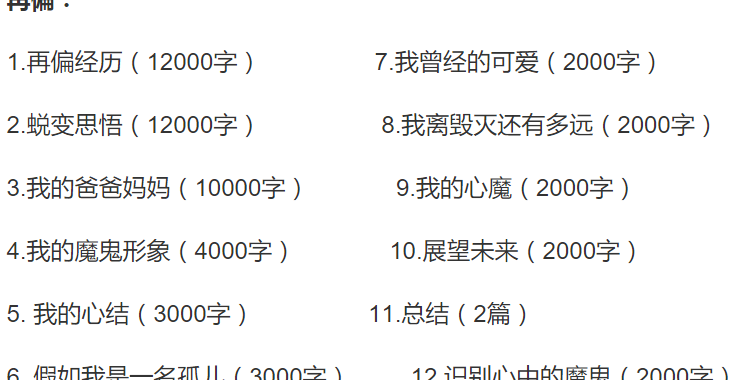 再偏：
1.再偏经历（12000字） 7.我曾经的可爱（2000字）
2.蜕变思悟（12000字） 8.我离毁灭还有多远（2000字）
3.我的爸爸妈妈（10000字） 9.我的心魔（2000字）
4.我的魔鬼形象（4000字） 10.展望未来（2000字）
5. 我的心结（3000字） 11.总结（2篇）
6. 假如我是一名孤儿（3000字） 12.识别心中的魔鬼（2000字）